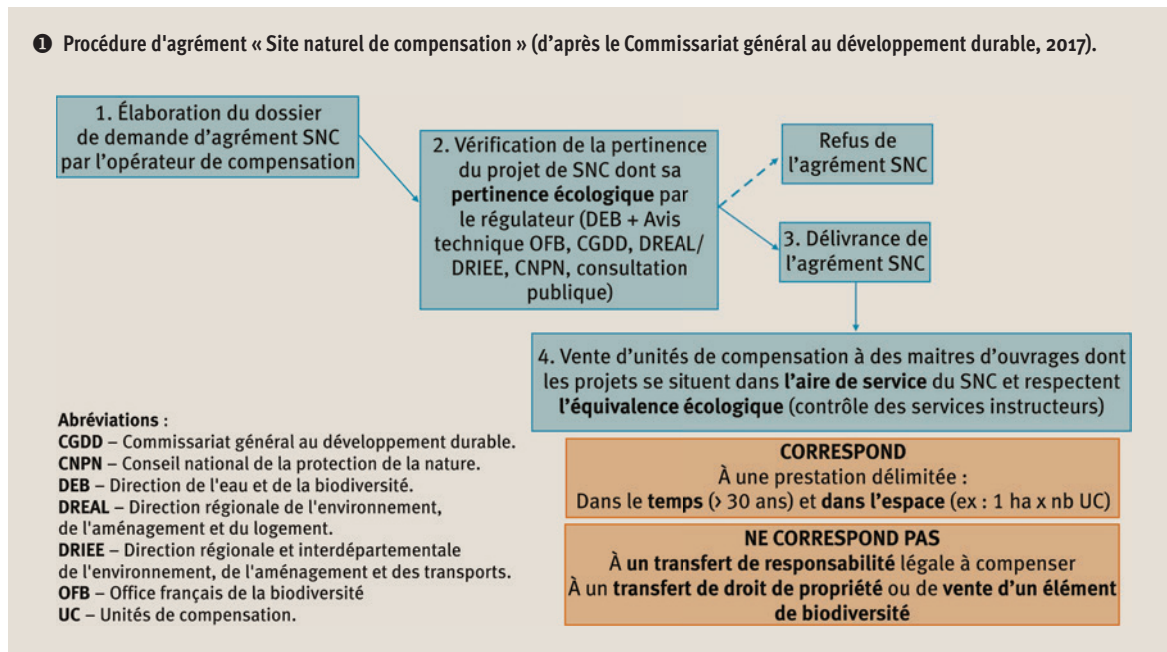 ❶ Procédure d'agrément « Site naturel de compensation » (d'après le Commissariat général au développement durable, 2017).
1. Élaboration du dossier
de demande d'agrément SNC
par l'opérateur de compensation
2. Vérification de la pertinence
du projet de SNC dont sa
pertinence écologique par
le régulateur (DEB + Avis
technique OFB, CGDD, DREAL/
DRIEE, CNPN, consultation
publique)
Refus de
l'agrément SNC
3. Délivrance de
l'agrément SNC
4. Vente d'unités de compensation à des maitres d'ouvrages dont
les projets se situent dans l'aire de service du SNC et respectent
l'équivalence écologique (contrôle des services instructeurs)
CORRESPOND
À une prestation délimitée :
Dans le temps (> 30 ans) et dans l'espace (ex : 1 ha x nb UC)
NE CORRESPOND PAS
À un transfert de responsabilité légale à compenser
À un transfert de droit de propriété ou de vente d'un élément
de biodiversité
Abréviations :
CGDD – Commissariat général au développement durable.
CNPN – Conseil national de la protection de la nature.
DEB – Direction de l'eau et de la biodiversité.
DREAL – Direction régionale de l'environnement,
de l'aménagement et du logement.
DRIEE – Direction régionale et interdépartementale
de l'environnement, de l'aménagement et des transports.
OFB – Office français de la biodiversité
UC – Unités de compensation.